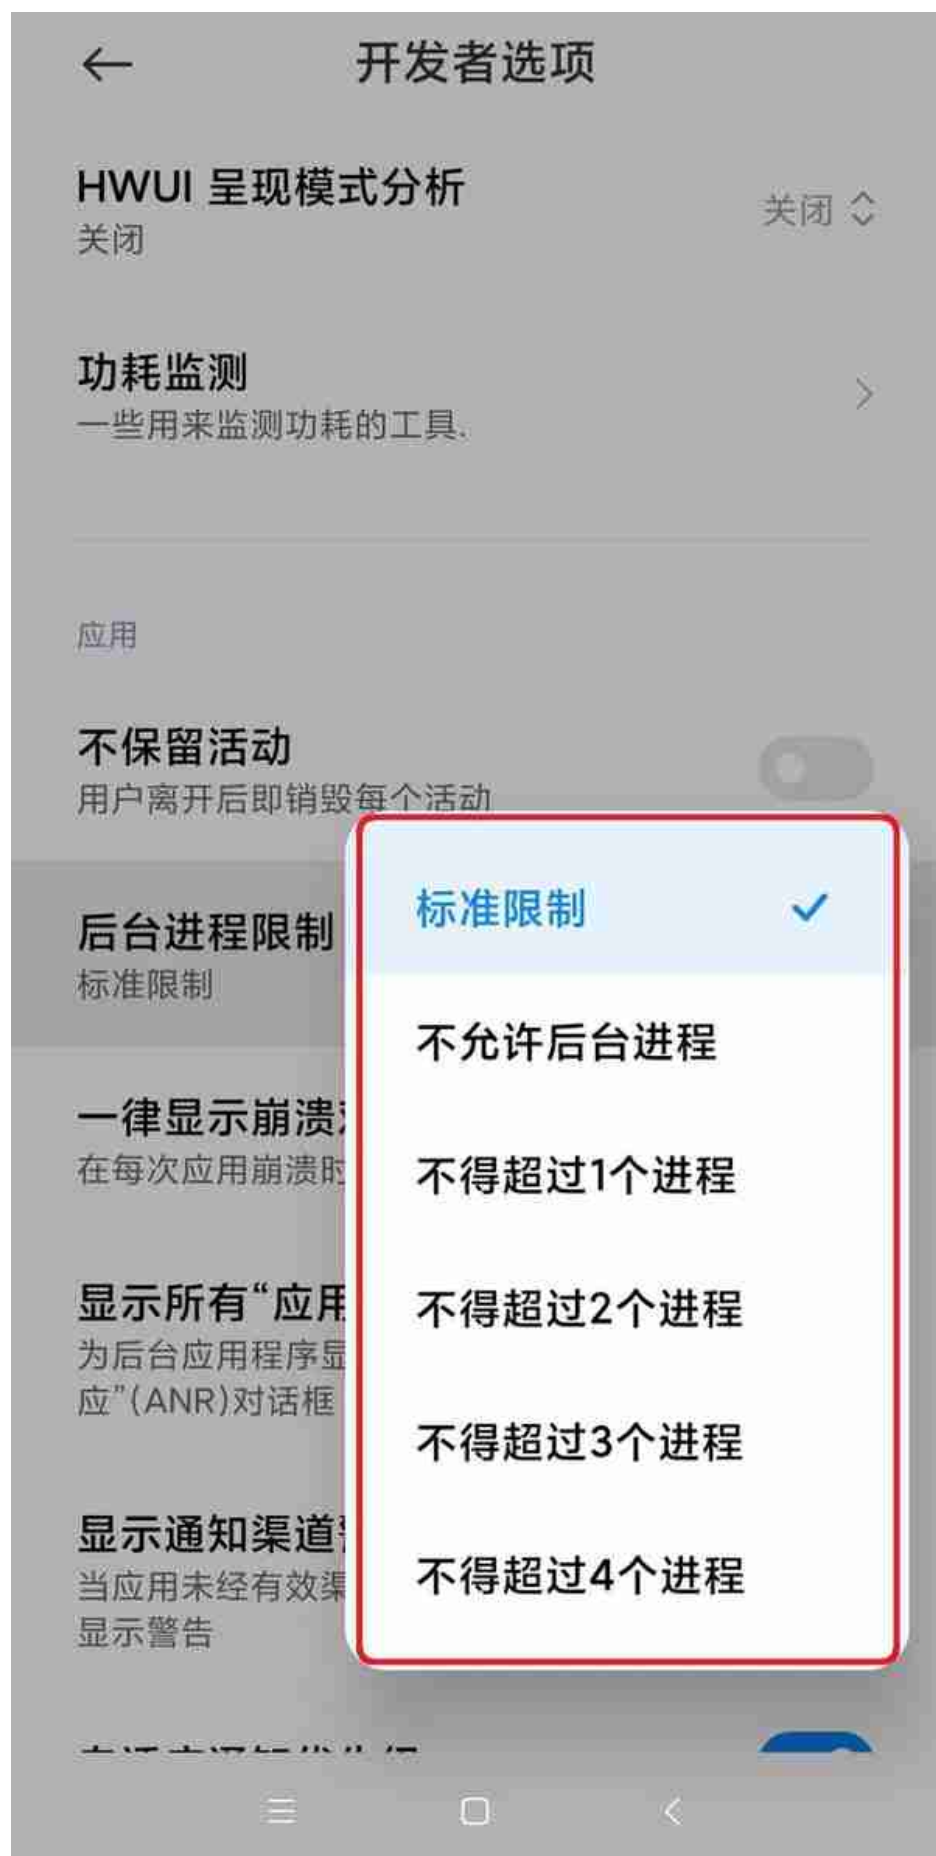 开发者选项
HWUI 呈现模式分析
关闭
关闭
功耗监测
一些用来监测功耗的工具.
应用
不保留活动
用户离开后即销毁每个活动
标准限制
后台进程限制
标准限制
不允许后台进程
一律显示崩溃
在每次应用崩溃时
不得超过1个进程
显示所有“应用
不得超过2个进程
为后台应用程序显
应”(ANR)对话框
不得超过3个进程
显示通知渠道
当应用未经有效渠
显示警告
不得超过4个进程